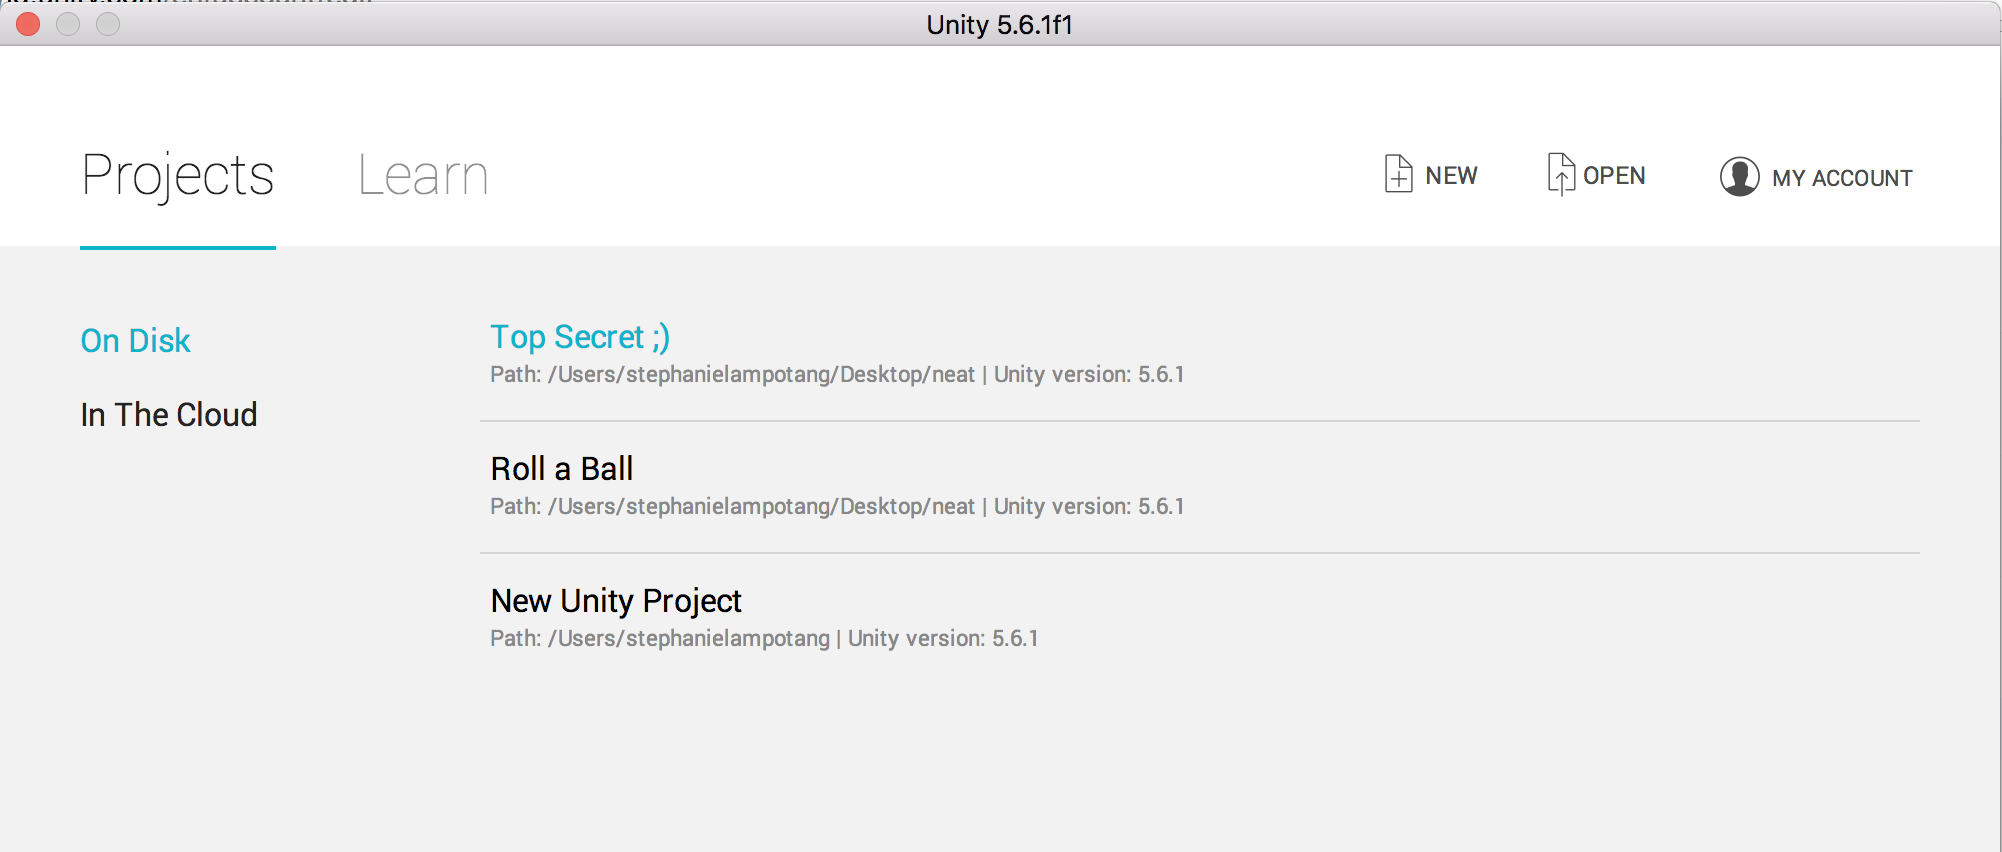 Unity 5.6.1f1
Projects Learn NEW OPEN MY ACCOUNT
On Disk
In The Cloud
Top Secret ;)
Path: /Users/stephanielampotang/Desktop/neat | Unity version: 5.6.1
Roll a Ball
Path: /Users/stephanielampotang/Desktop/neat | Unity version: 5.6.1
New Unity Project
Path: /Users/stephanielampotang | Unity version: 5.6.1